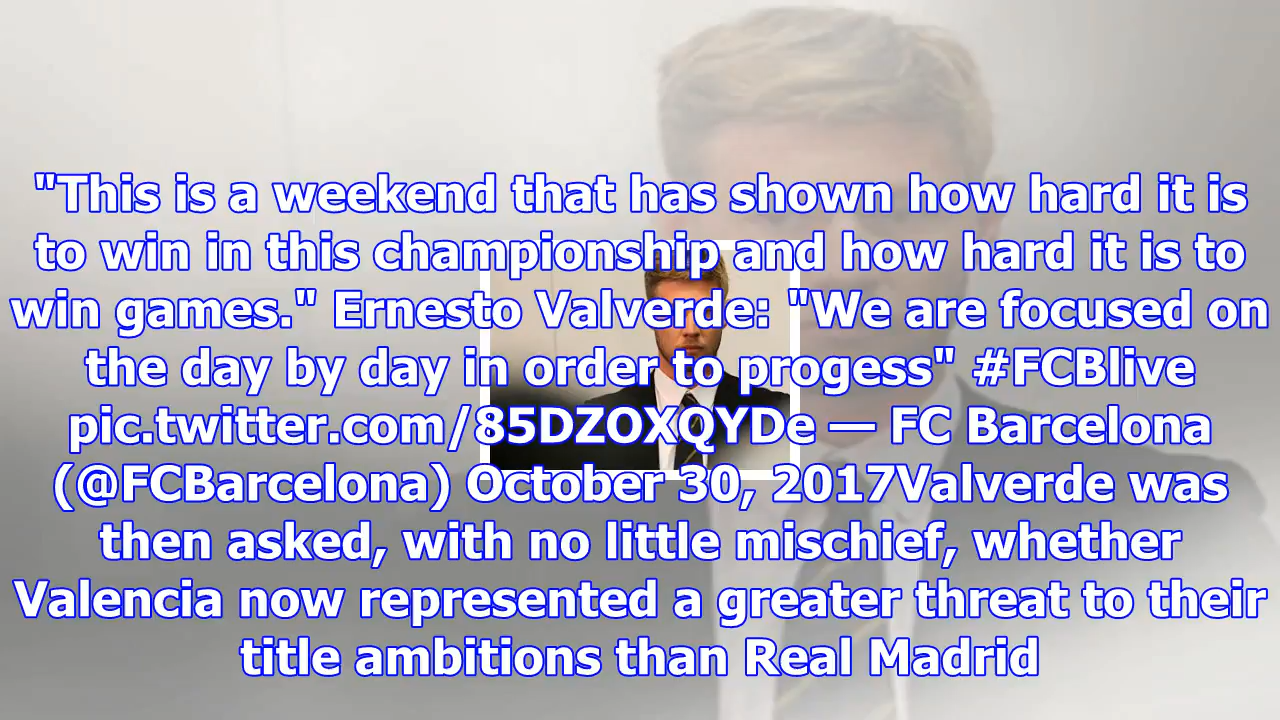 "This is a weekend that has shown how hard it is
to win in this championship and how hard it is to
win games." Ernesto Valverde: "We are focused on
the day by day in order to progess" #FCBlive
pic.twitter.com/85DZOXQYDe — FC Barcelona
(@FCBarcelona) October 30, 2017Valverde was
then asked, with no little mischief, whether
Valencia now represented a greater threat to their
title ambitions than Real Madrid